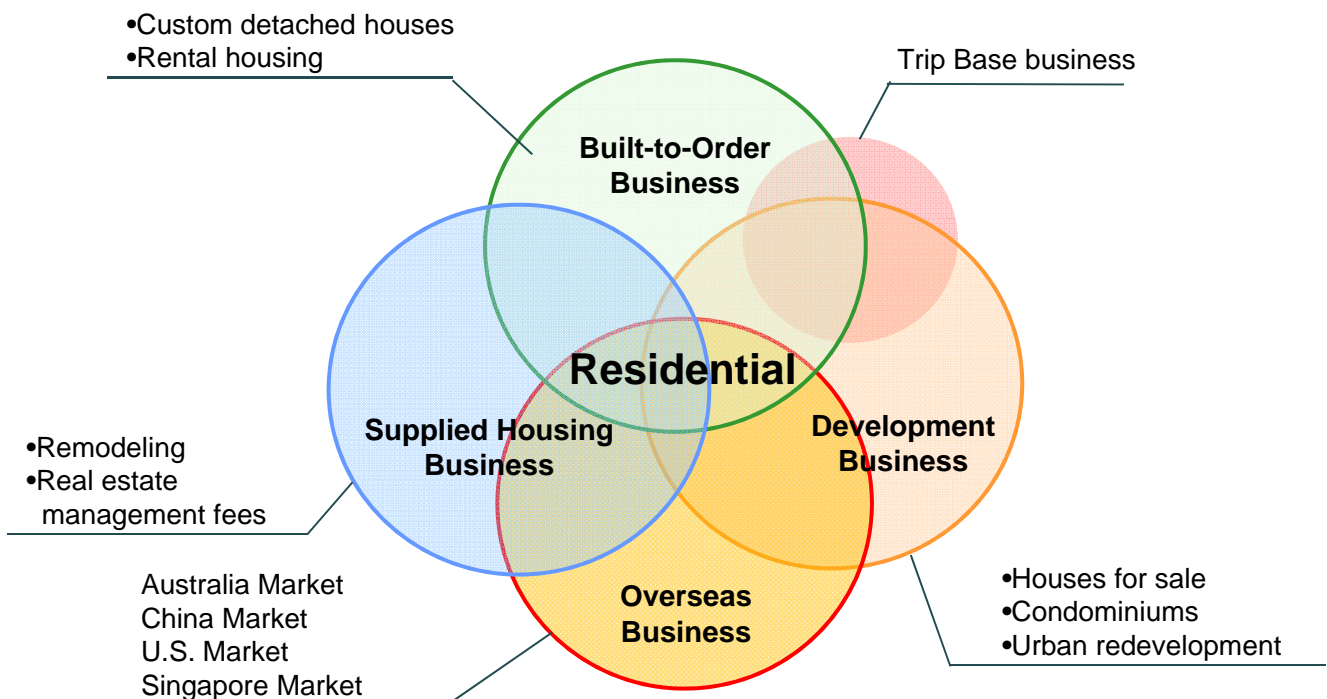 •Custom detached houses
•Rental housing
Trip Base business
Built-to-Order
Business
Residential
Supplied Housing
Business
Development
Business
•Remodeling
•Real estate
management fees
Overseas
Business
Australia Market
China Market
U.S. Market
Singapore Market
•Houses for sale
•Condominiums
•Urban redevelopment